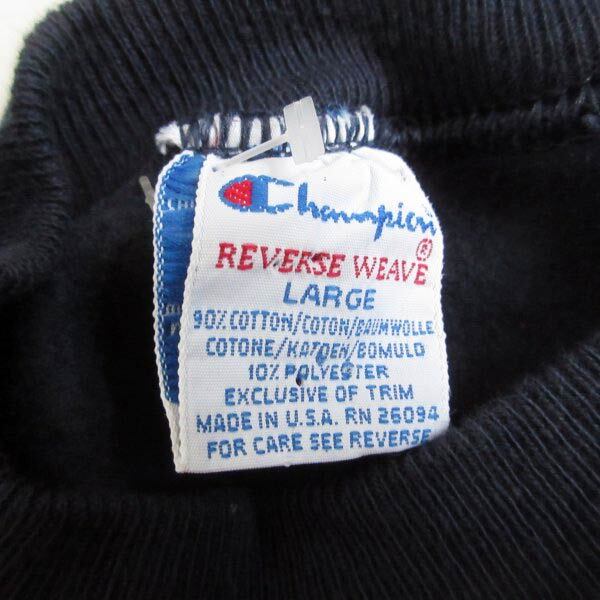 Champion
REVERSE WEAVE®
LARGE
90% COTTON/COTON/BAUMWOLLE
COTONE/KATOEN/BOMULD
10% POLYESTER
EXCLUSIVE OF TRIM
MADE IN U.S.A. RN 26094
FOR CARE SEE REVERSE